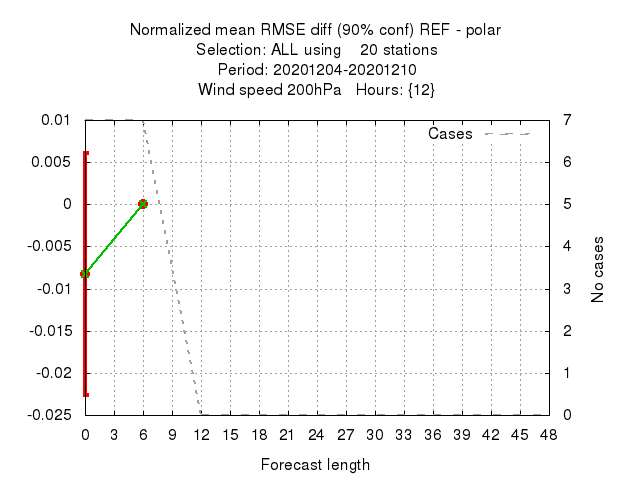 Normalized mean RMSE diff (90% conf) REF - polar
Selection: ALL using    20 stations
Period: 20201204-20201210
Wind speed 200hPa   Hours: {12}
Cases
0.01
0.005
0
-0.005
-0.01
-0.015
-0.02
-0.025
7
6
5
4
3
2
1
0
No cases
0 3 6 9 12 15 18 21 24 27 30 33 36 39 42 45 48
Forecast length